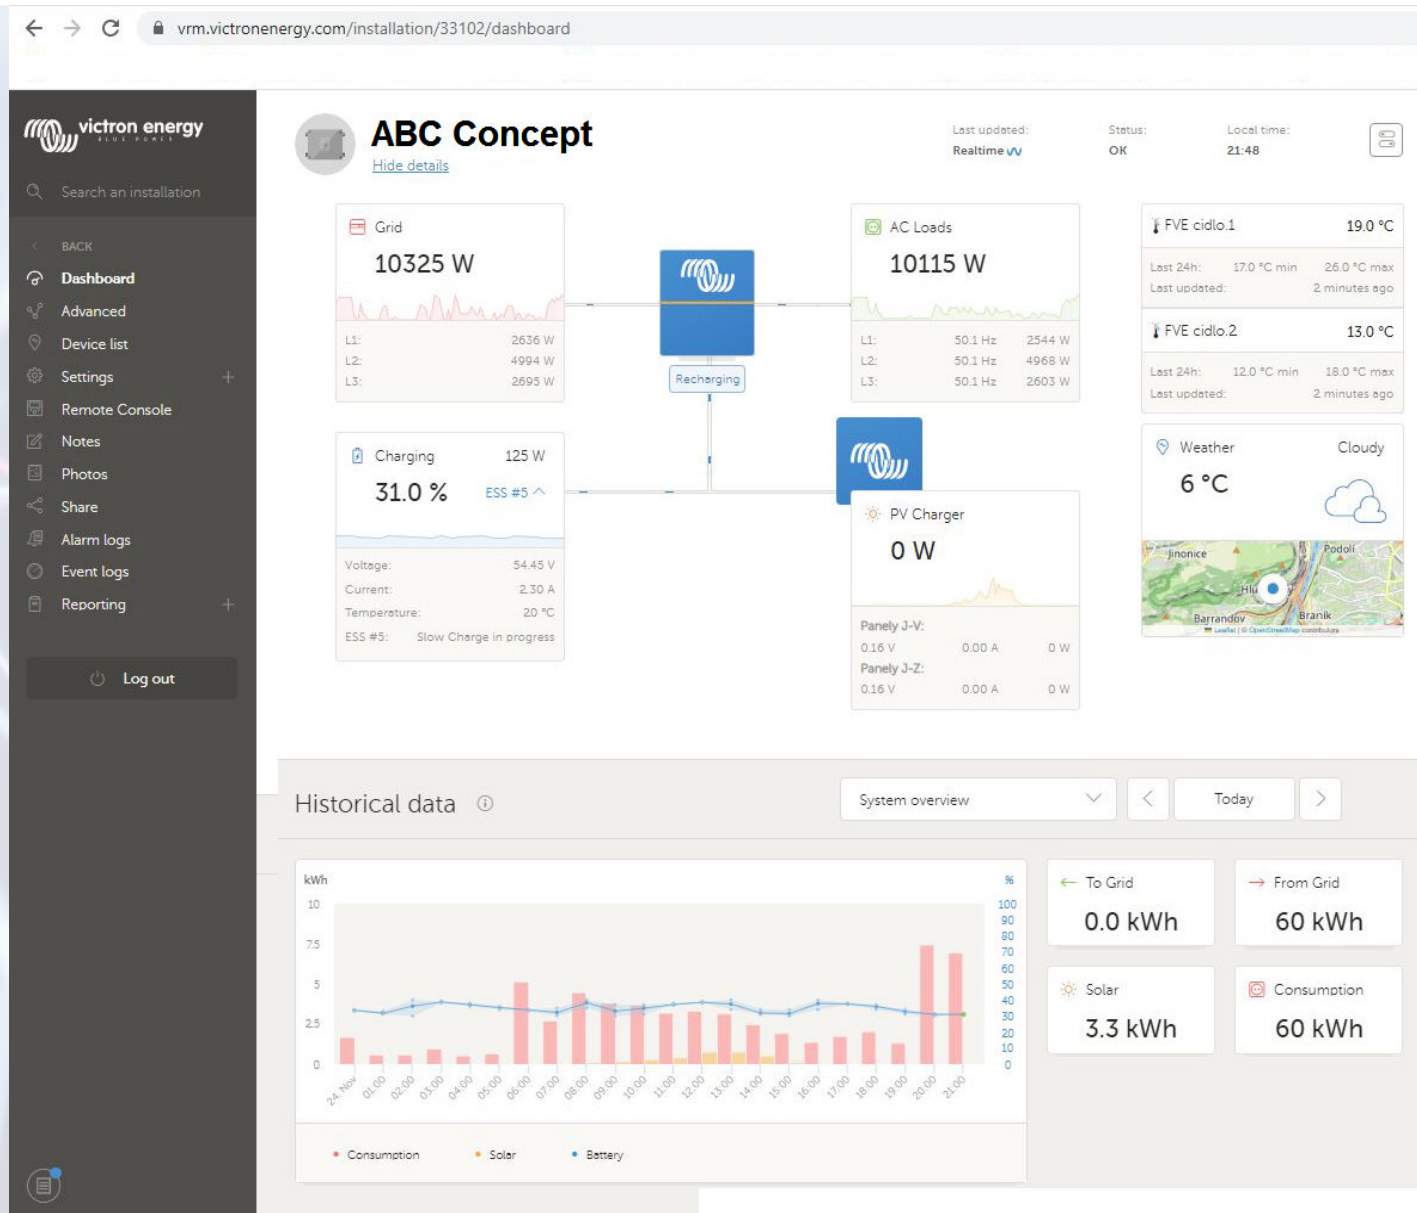 vrm.victronenergy.com/installation/33102/dashboard
victron energy
BLUE POWER
Search an installation
BACK
Dashboard
Advanced
Device list
Settings
Remote Console
Notes
Photos
Share
Alarm logs
Event logs
Reporting
Log out
ABC Concept
Hide details
Last updated: Status: Local time:
Realtime OK 21:48
Grid
10325 W
L1: 2636 W
L2: 4994 W
L3: 2695 W
Recharging
AC Loads
10115 W
L1: 50.1 Hz 2544 W
L2: 50.1 Hz 4968 W
L3: 50.1 Hz 2603 W
FVE cidlo.1 19.0 °C
Last 24h: 17.0 °C min 26.0 °C max
Last updated: 2 minutes ago
FVE cidlo.2 13.0 °C
Last 24h: 12.0 °C min 18.0 °C max
Last updated: 2 minutes ago
Charging 125 W
31.0 % ESS #5
Voltage: 54.45 V
Current: 2.30 A
Temperature: 20 °C
ESS #5: Slow Charge in progress
PV Charger
0 W
Panely J-V:
0.16 V 0.00 A 0 W
Panely J-Z:
0.16 V 0.00 A 0 W
Weather Cloudy
6 °C
Jinonice Podolí
Hlu
Barrandov Braník
Leaflet | © OpenStreetMap contributors
Historical data
System overview Today
kWh %
10
7.5
5
2.5
0
100
90
80
70
60
50
40
30
20
10
0
24. Nov 01:00 02:00 03:00 04:00 05:00 06:00 07:00 08:00 09:00 10:00 11:00 12:00 13:00 14:00 15:00 16:00 17:00 18:00 19:00 20:00 21:00
Consumption Solar Battery
To Grid
0.0 kWh
From Grid
60 kWh
Solar
3.3 kWh
Consumption
60 kWh